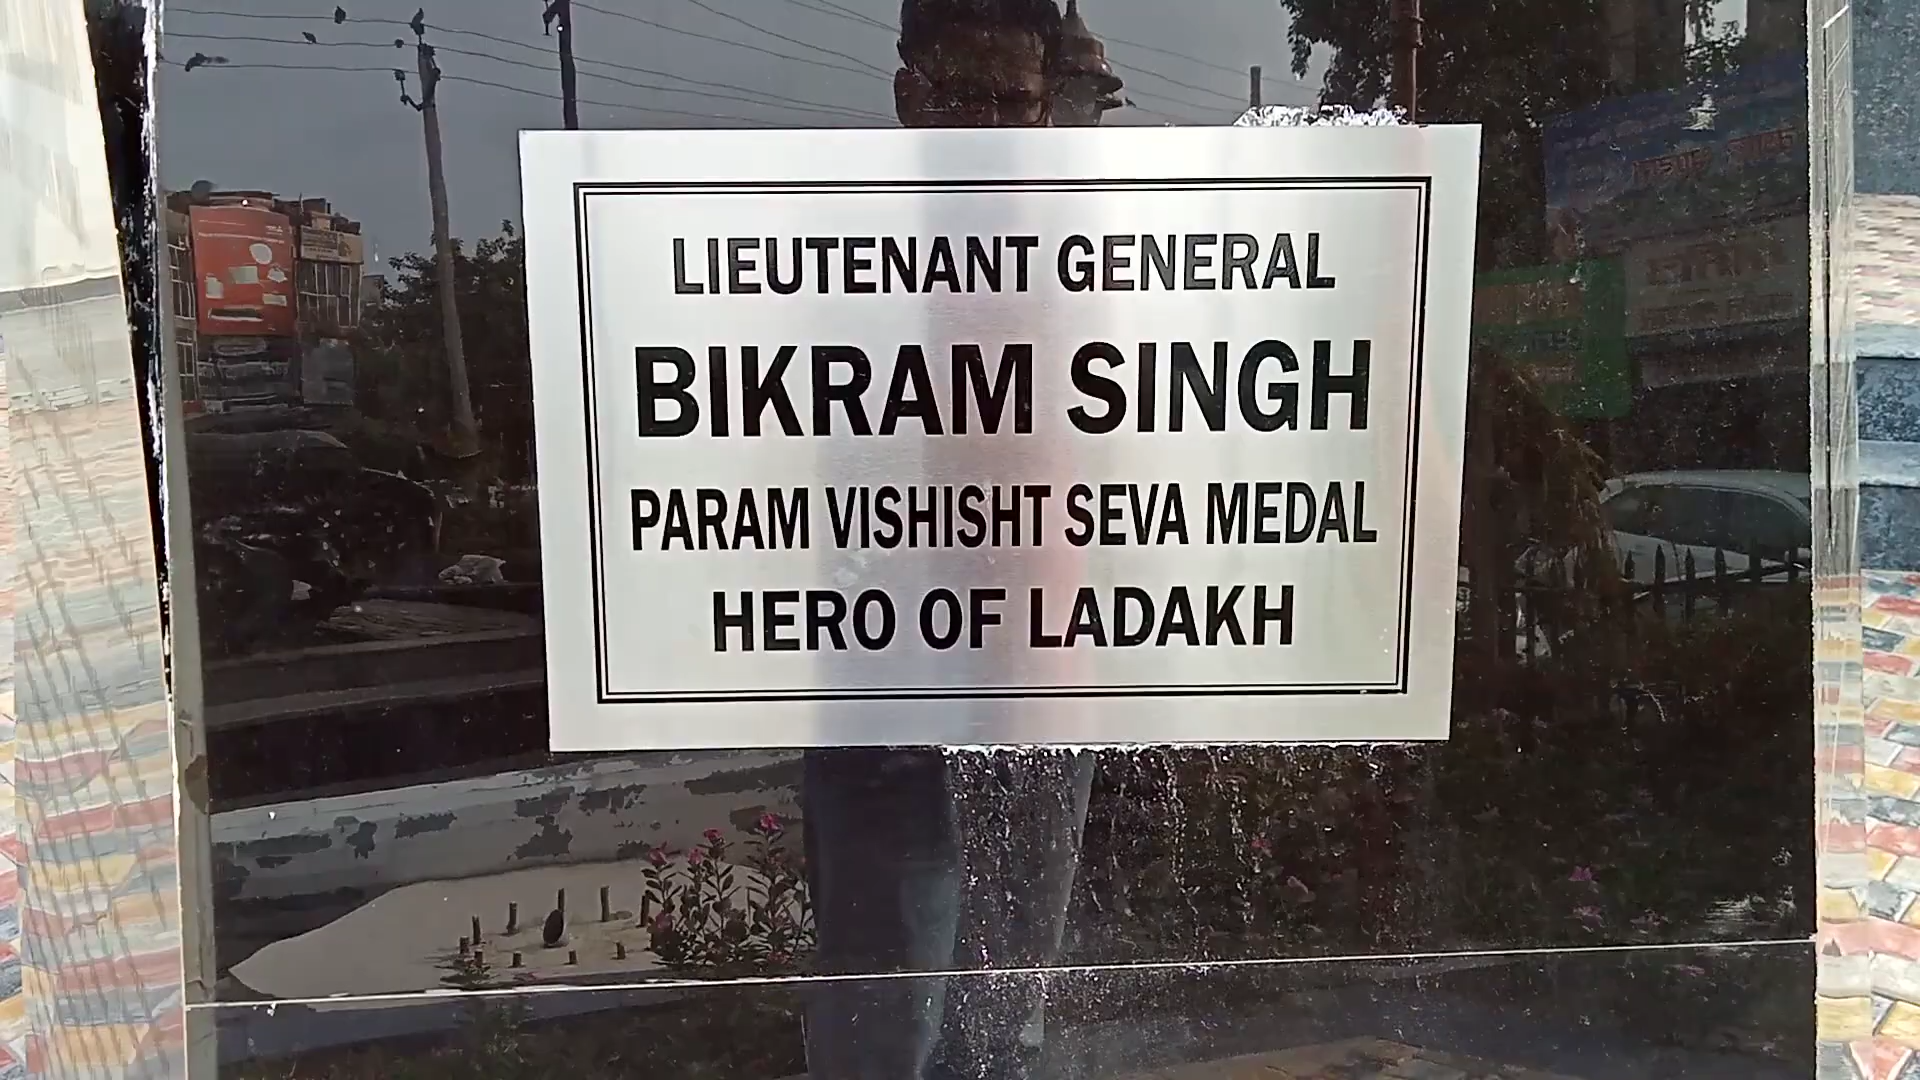 LIEUTENANT GENERAL
BIKRAM SINGH
PARAM VISHISHT SEVA MEDAL
HERO OF LADAKH